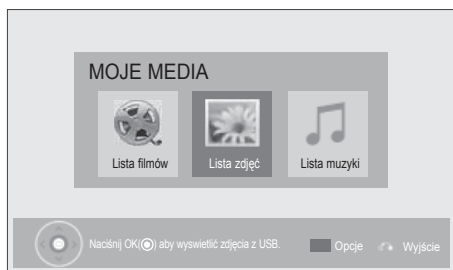 MOJE MEDIA
Lista filmów Lista zdjęć Lista muzyki
Naciśnij OK(◉) aby wyswietlić zdjęcia z USB. Opcje Wyjście